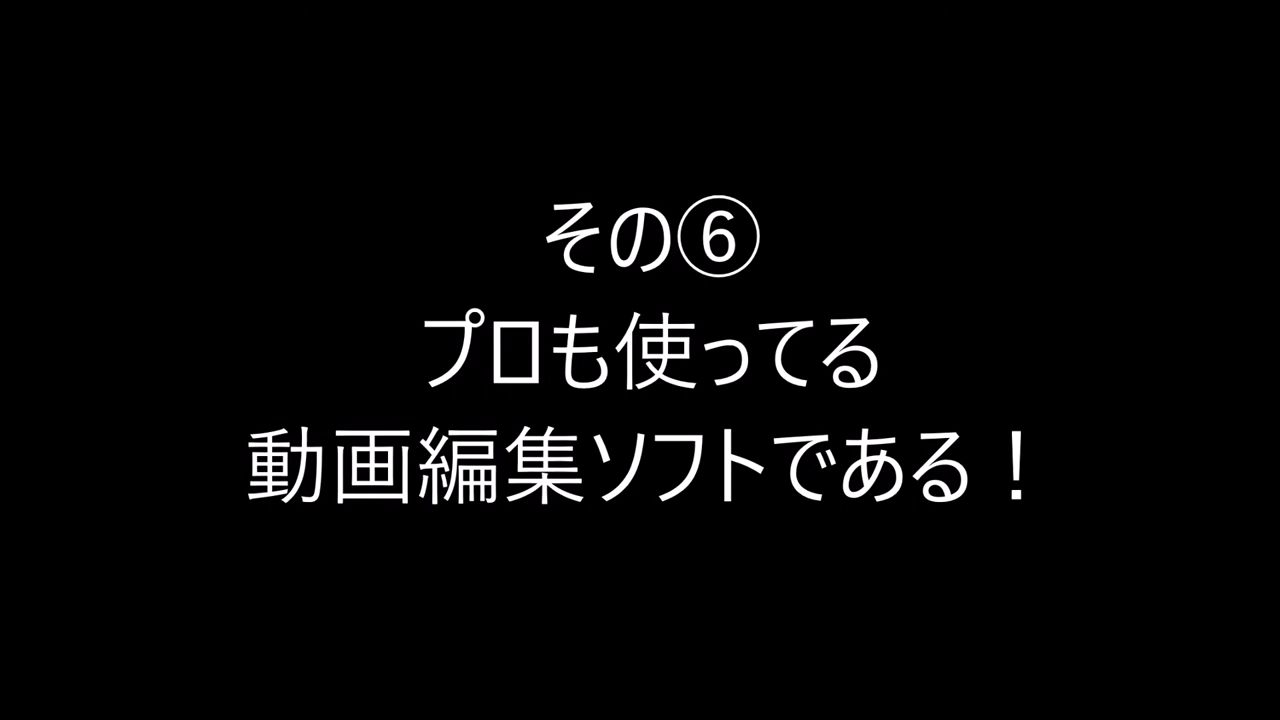 その⑥
プロも使ってる
動画編集ソフトである！